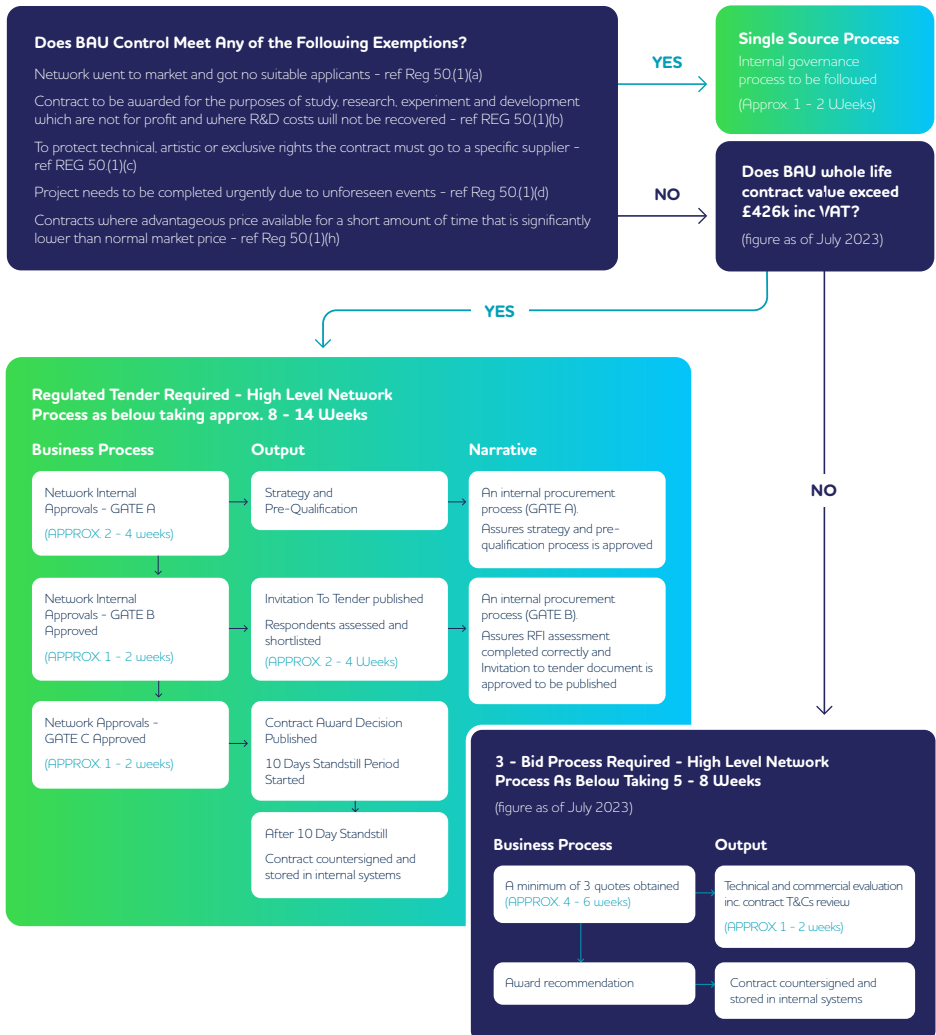 Does BAU Control Meet Any of the Following Exemptions?
Network went to market and got no suitable applicants - ref Reg 50.(1)(a)
Contract to be awarded for the purposes of study, research, experiment and development
which are not for profit and where R&D costs will not be recovered - ref REG 50.(1)(b)
To protect technical, artistic or exclusive rights the contract must go to a specific supplier -
ref REG 50.(1)(c)
Project needs to be completed urgently due to unforeseen events - ref Reg 50.(1)(d)
Contracts where advantageous price available for a short amount of time that is significantly
lower than normal market price - ref Reg 50.(1)(h)
YES
Single Source Process
Internal governance
process to be followed
(Approx. 1 - 2 Weeks)
NO
Does BAU whole life
contract value exceed
£426k inc VAT?
(figure as of July 2023)
YES
NO
Regulated Tender Required - High Level Network
Process as below taking approx. 8 - 14 Weeks
Business Process
Output
Narrative
Network Internal
Approvals - GATE A
(APPROX. 2 - 4 weeks)
Strategy and
Pre-Qualification
An internal procurement
process (GATE A).
Assures strategy and pre-
qualification process is approved
Network Internal
Approvals - GATE B
Approved
(APPROX. 1 - 2 weeks)
Invitation To Tender published
Respondents assessed and
shortlisted
(APPROX. 2 - 4 Weeks)
An internal procurement
process (GATE B).
Assures RFI assessment
completed correctly and
Invitation to tender document is
approved to be published
Network Approvals -
GATE C Approved
(APPROX. 1 - 2 weeks)
Contract Award Decision
Published
10 Days Standstill Period
Started
After 10 Day Standstill
Contract countersigned and
stored in internal systems
3 - Bid Process Required - High Level Network
Process As Below Taking 5 - 8 Weeks
(figure as of July 2023)
Business Process
Output
A minimum of 3 quotes obtained
(APPROX. 4 - 6 weeks)
Technical and commercial evaluation
inc. contract T&Cs review
(APPROX. 1 - 2 weeks)
Award recommendation
Contract countersigned and
stored in internal systems